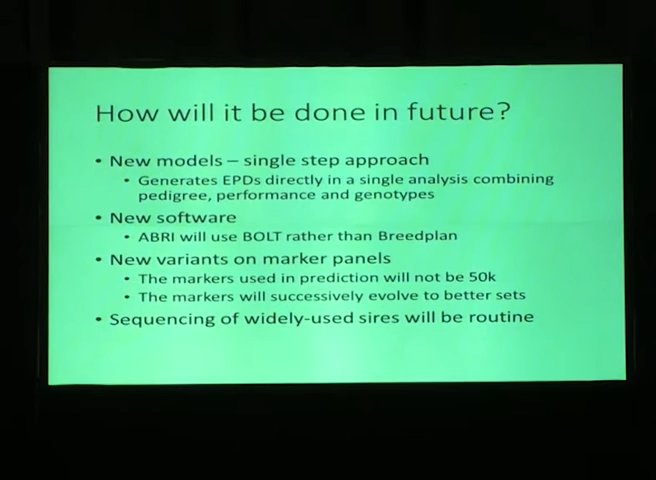 How will it be done in future?
• New models – single step approach
• Generates EPDs directly in a single analysis combining
pedigree, performance and genotypes
• New software
• ABRI will use BOLT rather than Breedplan
• New variants on marker panels
• The markers used in prediction will not be 50k
• The markers will successively evolve to better sets
• Sequencing of widely-used sires will be routine